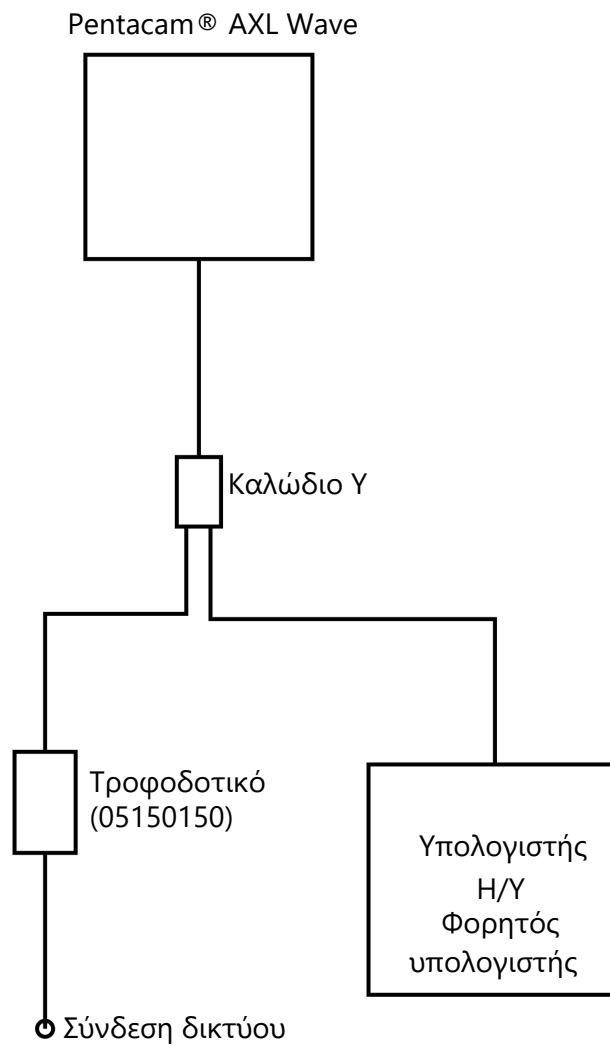 Pentacam® AXL Wave
Καλώδιο Y
Τροφοδοτικό
(05150150)
Υπολογιστής
Η/Υ
Φορητός
υπολογιστής
Σύνδεση δικτύου